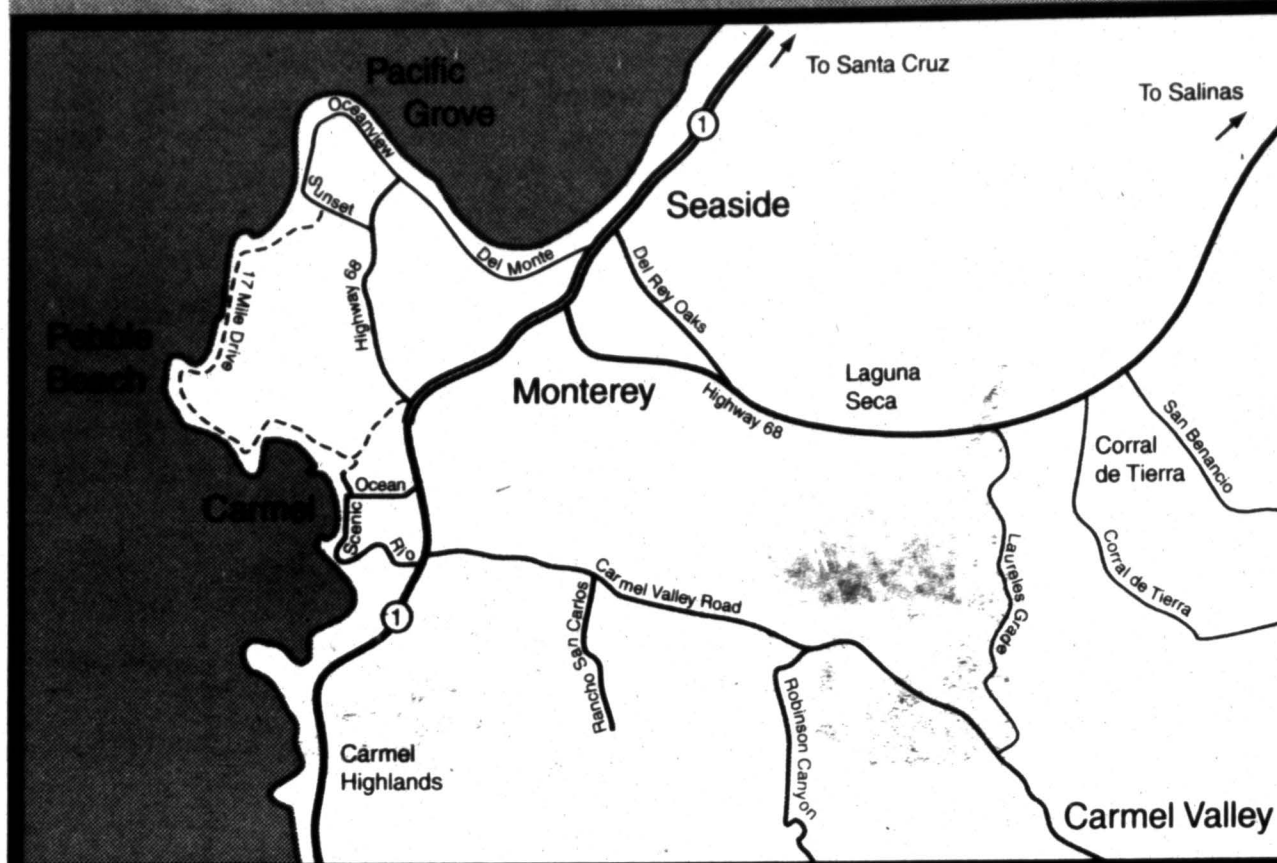 Pacific
Grove
To Santa Cruz
To Salinas
Oceanview
1
Sunset
Seaside
Del Monte
Del Rey Oaks
Highway 68
17 Mile Drive
Pebble
Beach
Monterey
Highway 68
Laguna
Seca
San Benancio
Corral
de Tierra
Ocean
Carmel
Scenic
Rio
Carmel Valley Road
Laureles Grade
Corral de Tierra
1
Rancho San Carlos
Robinson Canyon
Carmel
Highlands
Carmel Valley